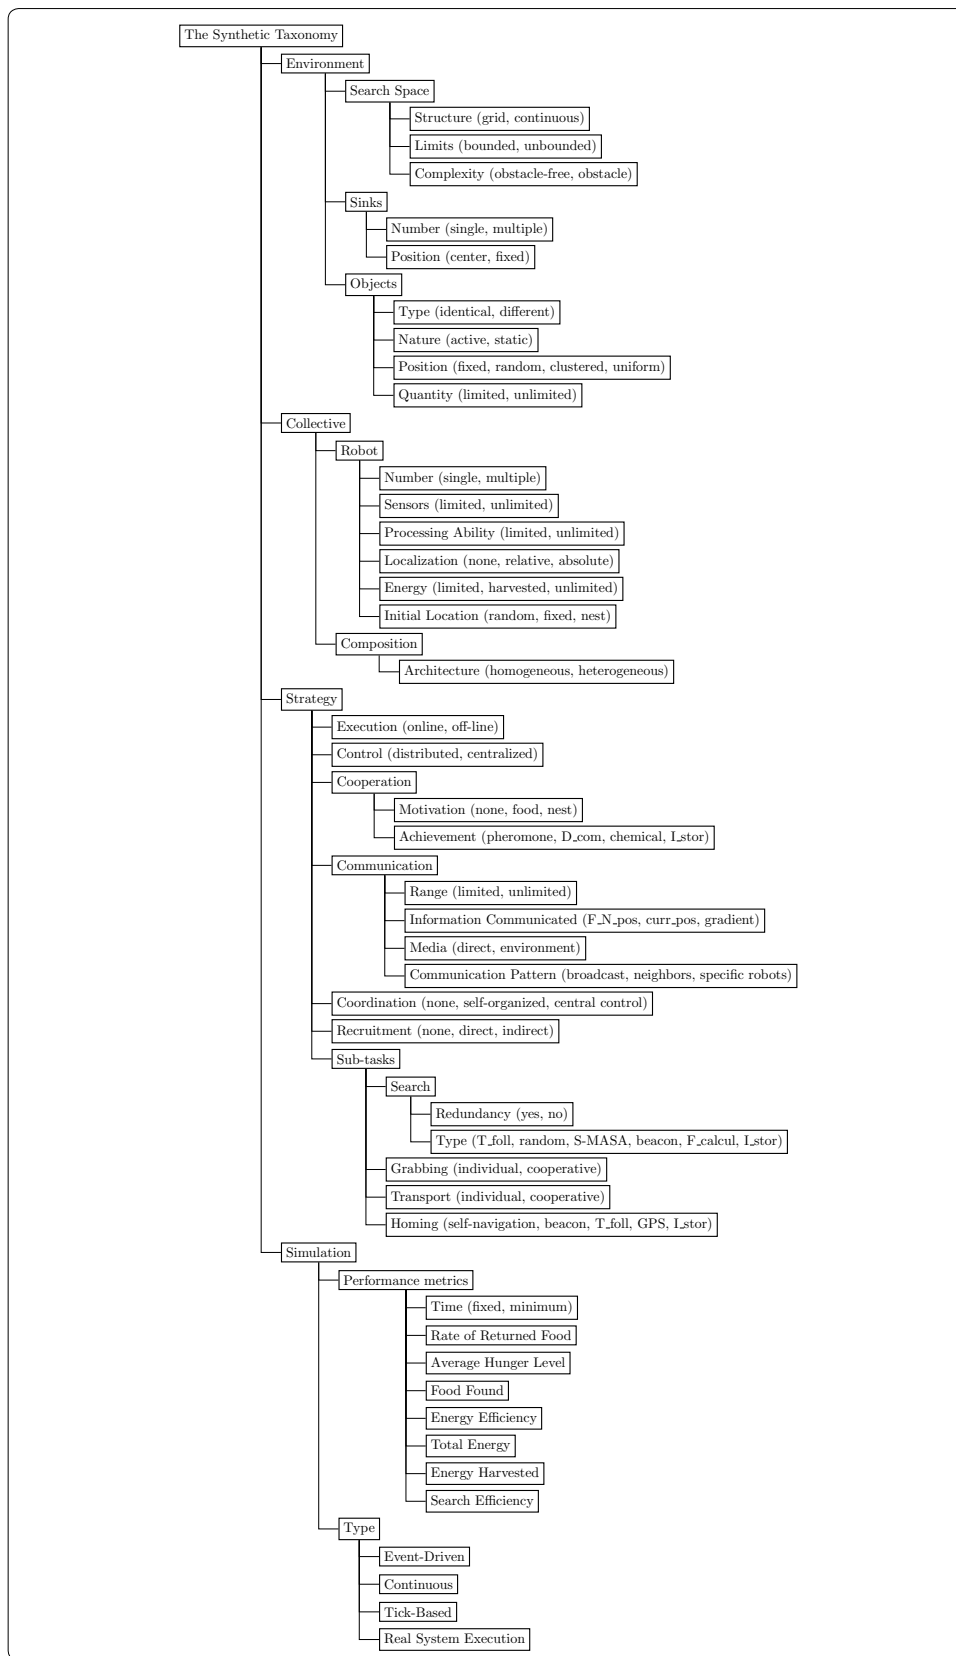 The Synthetic Taxonomy
Environment
Search Space
Structure (grid, continuous)
Limits (bounded, unbounded)
Complexity (obstacle-free, obstacle)
Sinks
Number (single, multiple)
Position (center, fixed)
Objects
Type (identical, different)
Nature (active, static)
Position (fixed, random, clustered, uniform)
Quantity (limited, unlimited)
Collective
Robot
Number (single, multiple)
Sensors (limited, unlimited)
Processing Ability (limited, unlimited)
Localization (none, relative, absolute)
Energy (limited, harvested, unlimited)
Initial Location (random, fixed, nest)
Composition
Architecture (homogeneous, heterogeneous)
Strategy
Execution (online, off-line)
Control (distributed, centralized)
Cooperation
Motivation (none, food, nest)
Achievement (pheromone, D_com, chemical, I_stor)
Communication
Range (limited, unlimited)
Information Communicated (F_N_pos, curr_pos, gradient)
Media (direct, environment)
Communication Pattern (broadcast, neighbors, specific robots)
Coordination (none, self-organized, central control)
Recruitment (none, direct, indirect)
Sub-tasks
Search
Redundancy (yes, no)
Type (T_foll, random, S-MASA, beacon, F_calcul, I_stor)
Grabbing (individual, cooperative)
Transport (individual, cooperative)
Homing (self-navigation, beacon, T_foll, GPS, I_stor)
Simulation
Performance metrics
Time (fixed, minimum)
Rate of Returned Food
Average Hunger Level
Food Found
Energy Efficiency
Total Energy
Energy Harvested
Search Efficiency
Type
Event-Driven
Continuous
Tick-Based
Real System Execution